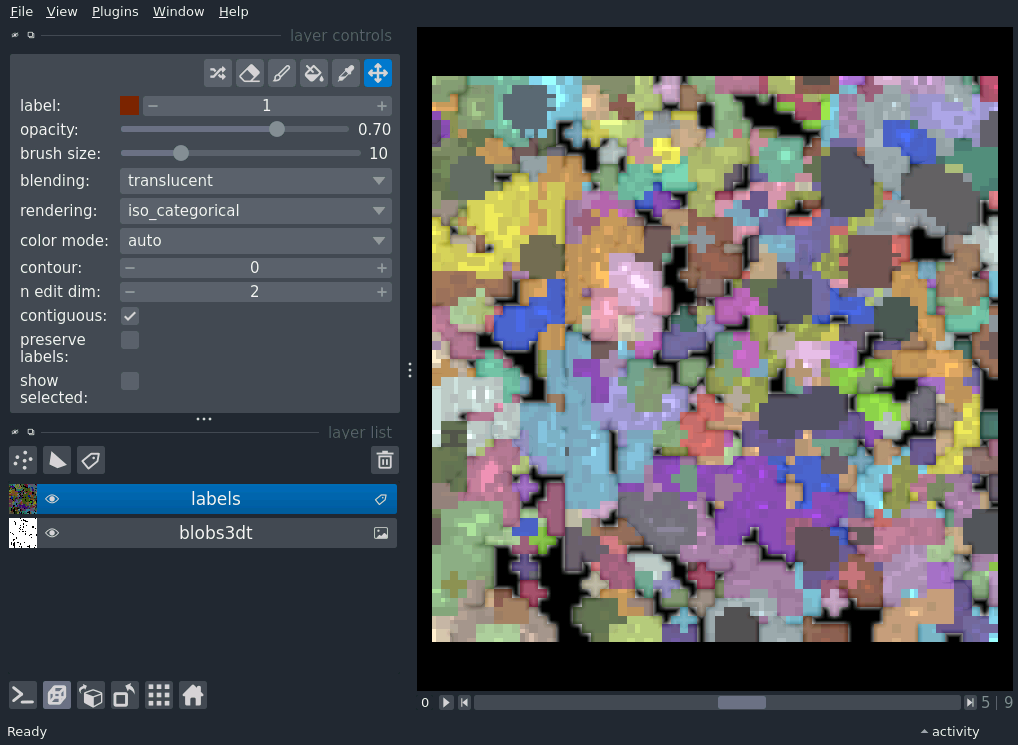 File View Plugins Window Help
layer controls
label: 1
opacity: 0.70
brush size: 10
blending: translucent
rendering: iso_categorical
color mode: auto
contour: 0
n edit dim: 2
contiguous:
preserve
labels:
show
selected:
layer list
labels
blobs3dt
0 5 | 9
Ready activity